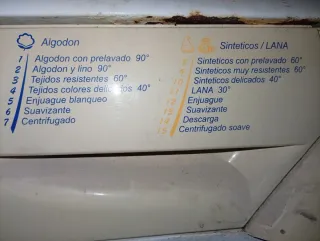 Algodon
1 Algodon con prelavado 90°
2 Algodon y lino 90°
3 Tejidos resistentes 60°
4 Tejidos colores delicados 40°
5 Enjuague blanqueo
6 Suavizante
7 Centrifugado
Sinteticos / LANA
Sinteticos con prelavado 60°
Sinteticos muy resistentes 60°
Sinteticos delicados 40°
LANA 30°
Enjuague
Suavizante
Descarga
Centrifugado soave